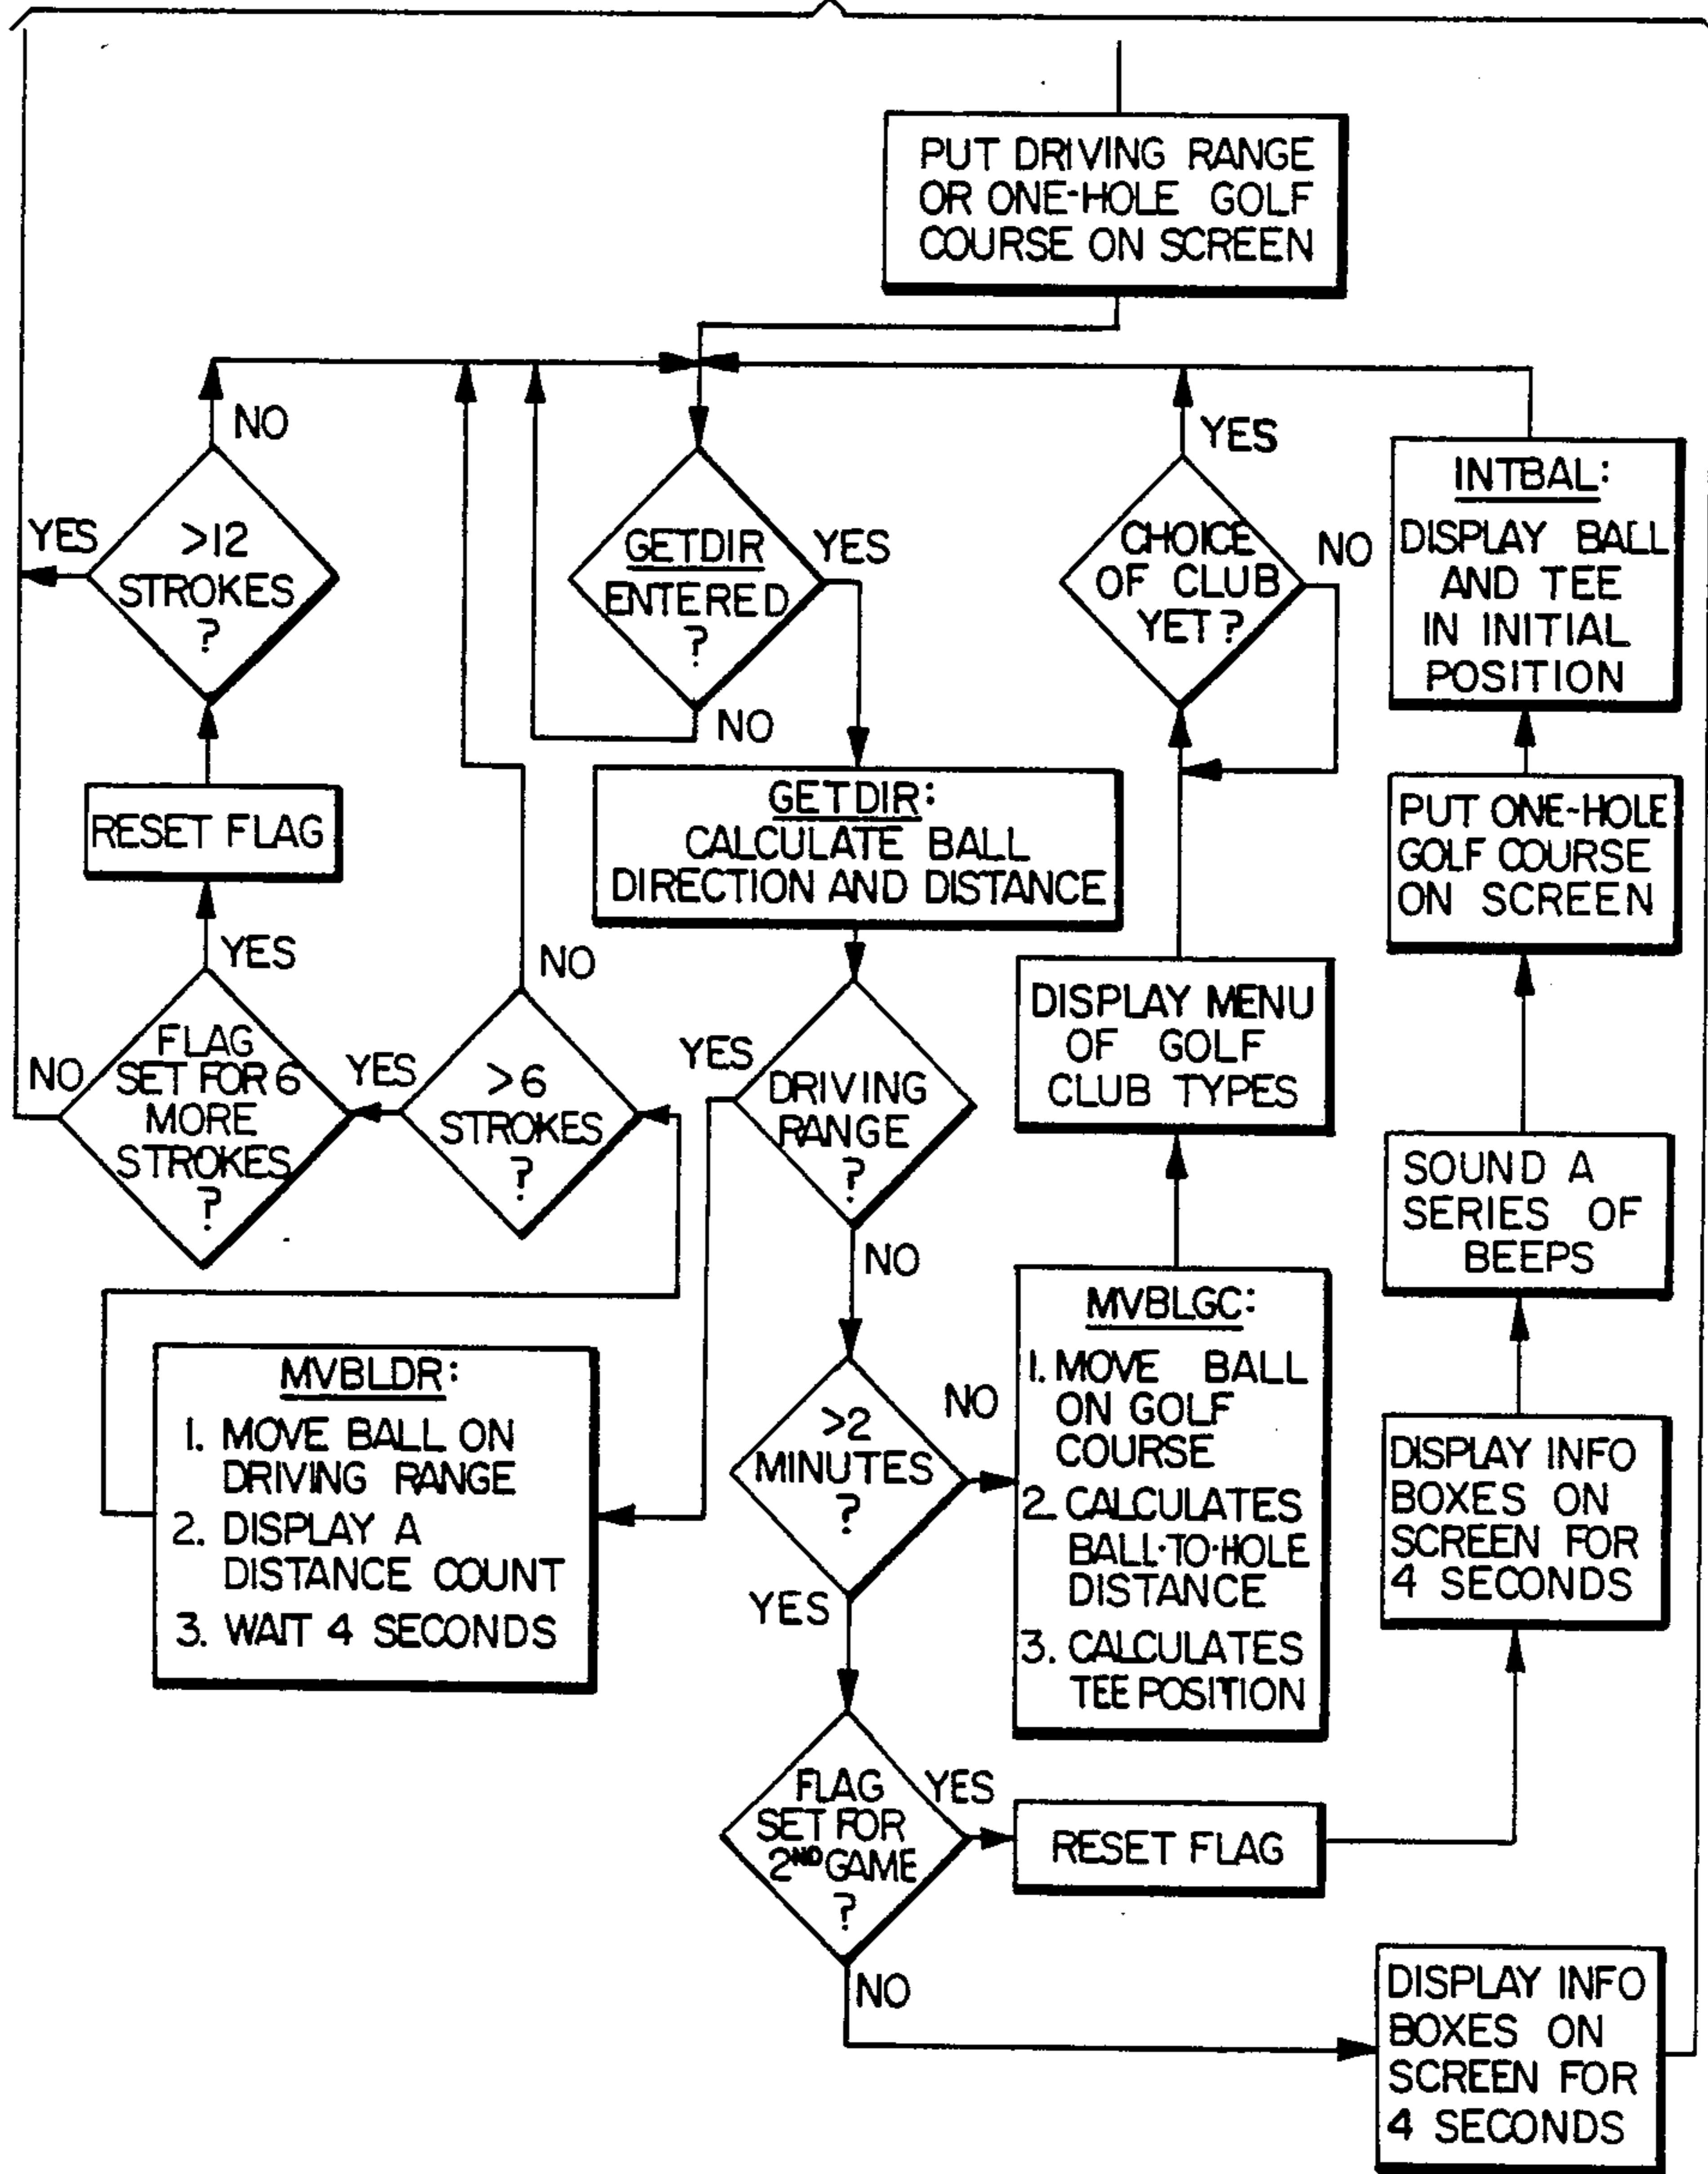 PUT DRIVING RANGE
OR ONE-HOLE GOLF
COURSE ON SCREEN
NO
YES
>12
STROKES
?
RESET FLAG
YES
FLAG
SET FOR 6
MORE
STROKES
?
NO
YES
>6
STROKES
?
NO
GETDIR
ENTERED
?
YES
NO
GETDIR:
CALCULATE BALL
DIRECTION AND DISTANCE
YES
DRIVING
RANGE
?
NO
MVBLDR:
1. MOVE BALL ON
DRIVING RANGE
2. DISPLAY A
DISTANCE COUNT
3. WAIT 4 SECONDS
>2
MINUTES
?
NO
YES
FLAG
SET FOR
2ND GAME
?
YES
NO
RESET FLAG
YES
CHOICE
OF CLUB
YET?
NO
DISPLAY MENU
OF GOLF
CLUB TYPES
MVBLGC:
1. MOVE BALL
ON GOLF
COURSE
2. CALCULATES
BALL-TO-HOLE
DISTANCE
3. CALCULATES
TEE POSITION
INTBAL:
DISPLAY BALL
AND TEE
IN INITIAL
POSITION
PUT ONE-HOLE
GOLF COURSE
ON SCREEN
SOUND A
SERIES OF
BEEPS
DISPLAY INFO
BOXES ON
SCREEN FOR
4 SECONDS
DISPLAY INFO
BOXES ON
SCREEN FOR
4 SECONDS